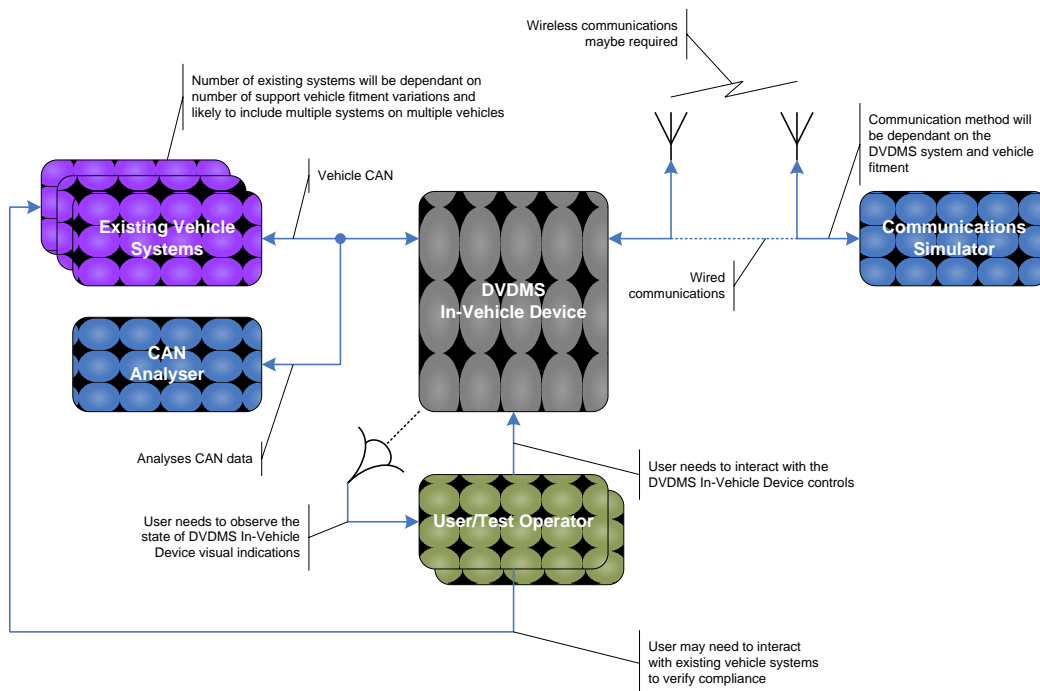 Wireless communications
maybe required
Number of existing systems will be dependant on
number of support vehicle fitment variations and
likely to include multiple systems on multiple vehicles
Communication method will
be dependant on the
DVDMS system and vehicle
fitment
Vehicle CAN
Existing Vehicle
Systems
Communications
Simulator
DVDMS
In-Vehicle Device
Wired
communications
CAN
Analyser
Analyses CAN data
User needs to interact with the
DVDMS In-Vehicle Device controls
User needs to observe the
state of DVDMS In-Vehicle
Device visual indications
User/Test Operator
User may need to interact
with existing vehicle systems
to verify compliance